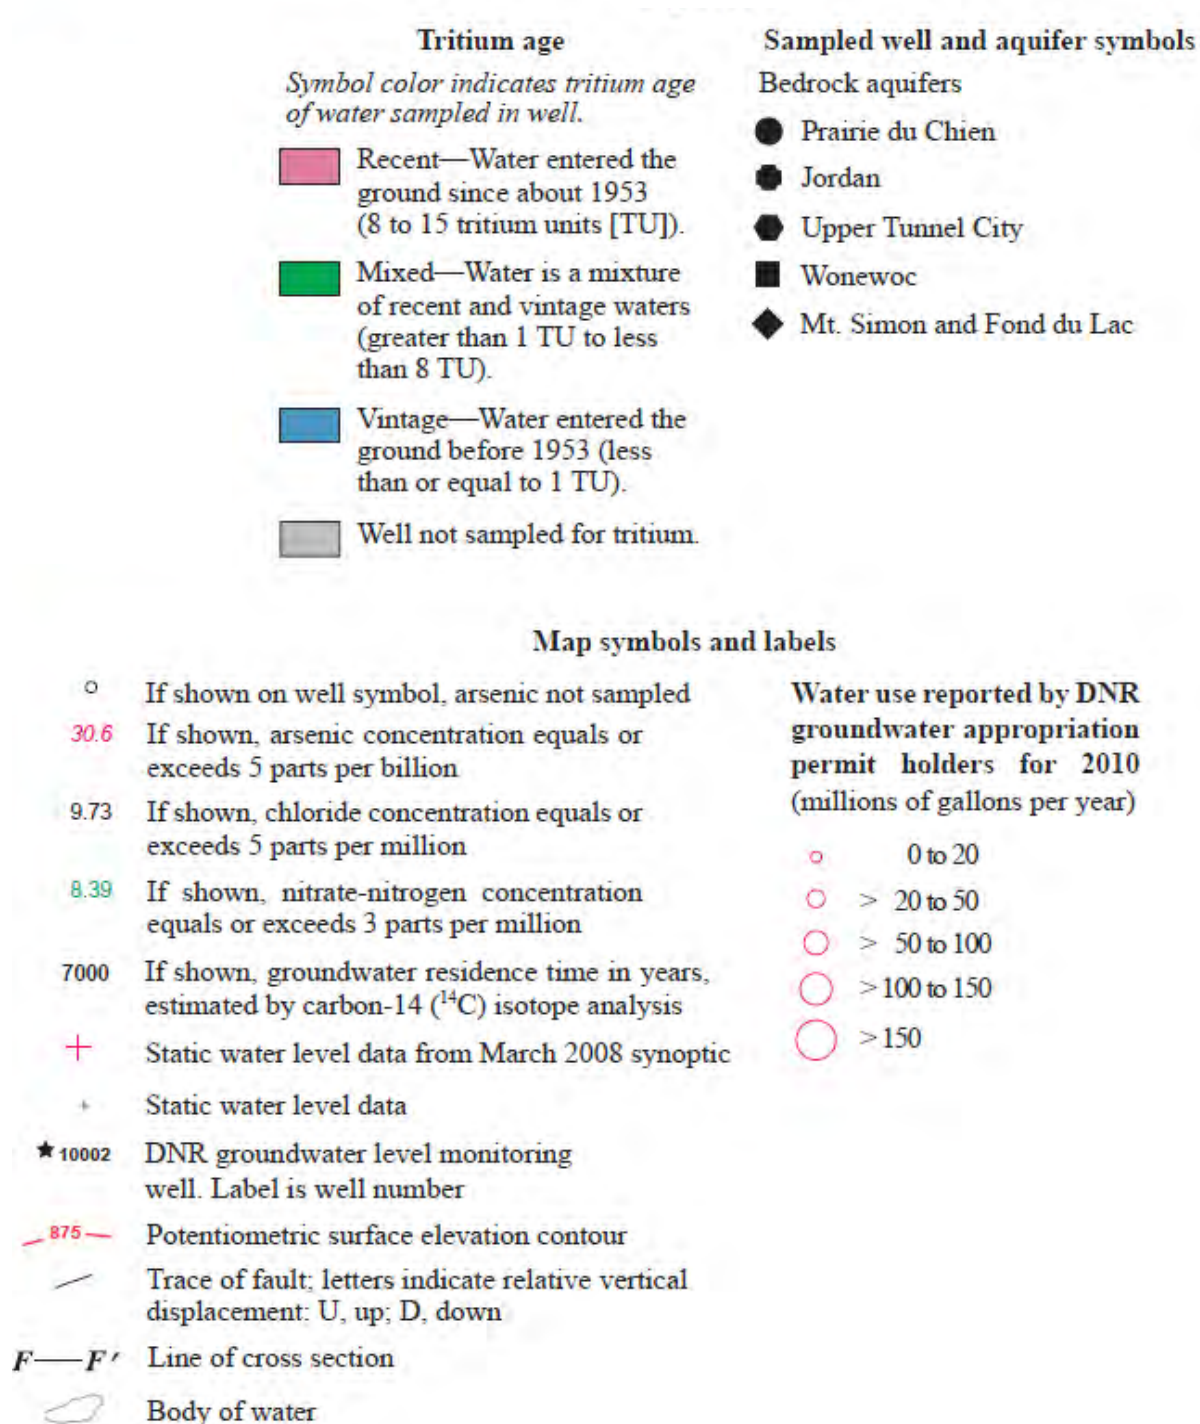 Tritium age
Symbol color indicates tritium age
of water sampled in well.
Recent—Water entered the
ground since about 1953
(8 to 15 tritium units [TU]).
Mixed—Water is a mixture
of recent and vintage waters
(greater than 1 TU to less
than 8 TU).
Vintage—Water entered the
ground before 1953 (less
than or equal to 1 TU).
Well not sampled for tritium.
Sampled well and aquifer symbols
Bedrock aquifers
Prairie du Chien
Jordan
Upper Tunnel City
Wonewoc
Mt. Simon and Fond du Lac
Map symbols and labels
If shown on well symbol, arsenic not sampled
30.6 If shown, arsenic concentration equals or
exceeds 5 parts per billion
9.73 If shown, chloride concentration equals or
exceeds 5 parts per million
8.39 If shown, nitrate-nitrogen concentration
equals or exceeds 3 parts per million
7000 If shown, groundwater residence time in years,
estimated by carbon-14 (¹⁴C) isotope analysis
Static water level data from March 2008 synoptic
Static water level data
★ 10002 DNR groundwater level monitoring
well. Label is well number
875 Potentiometric surface elevation contour
Trace of fault; letters indicate relative vertical
displacement: U, up; D, down
F—F′ Line of cross section
Body of water
Water use reported by DNR
groundwater appropriation
permit holders for 2010
(millions of gallons per year)
0 to 20
> 20 to 50
> 50 to 100
>100 to 150
>150